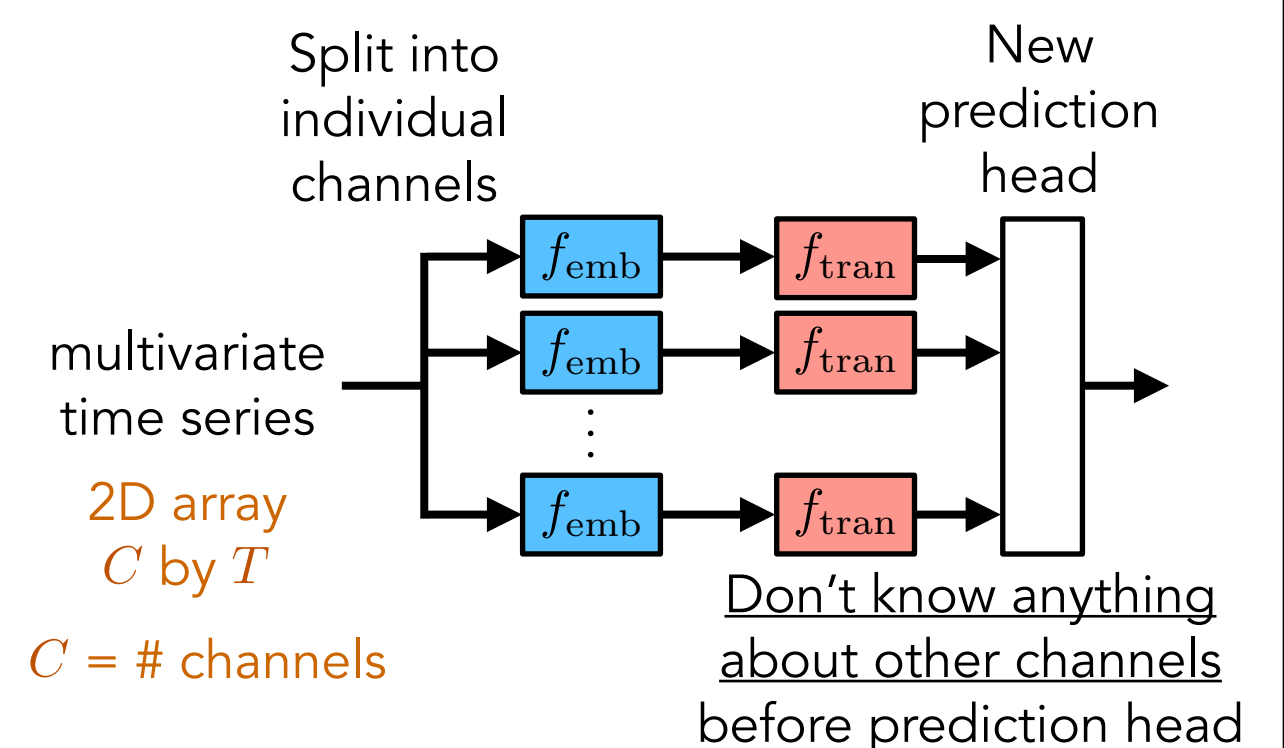 Split into
individual
channels
New
prediction
head
f_emb
f_tran
f_emb
f_tran
⋮
f_emb
f_tran
multivariate
time series
2D array
C by T
C = # channels
Don't know anything
about other channels
before prediction head